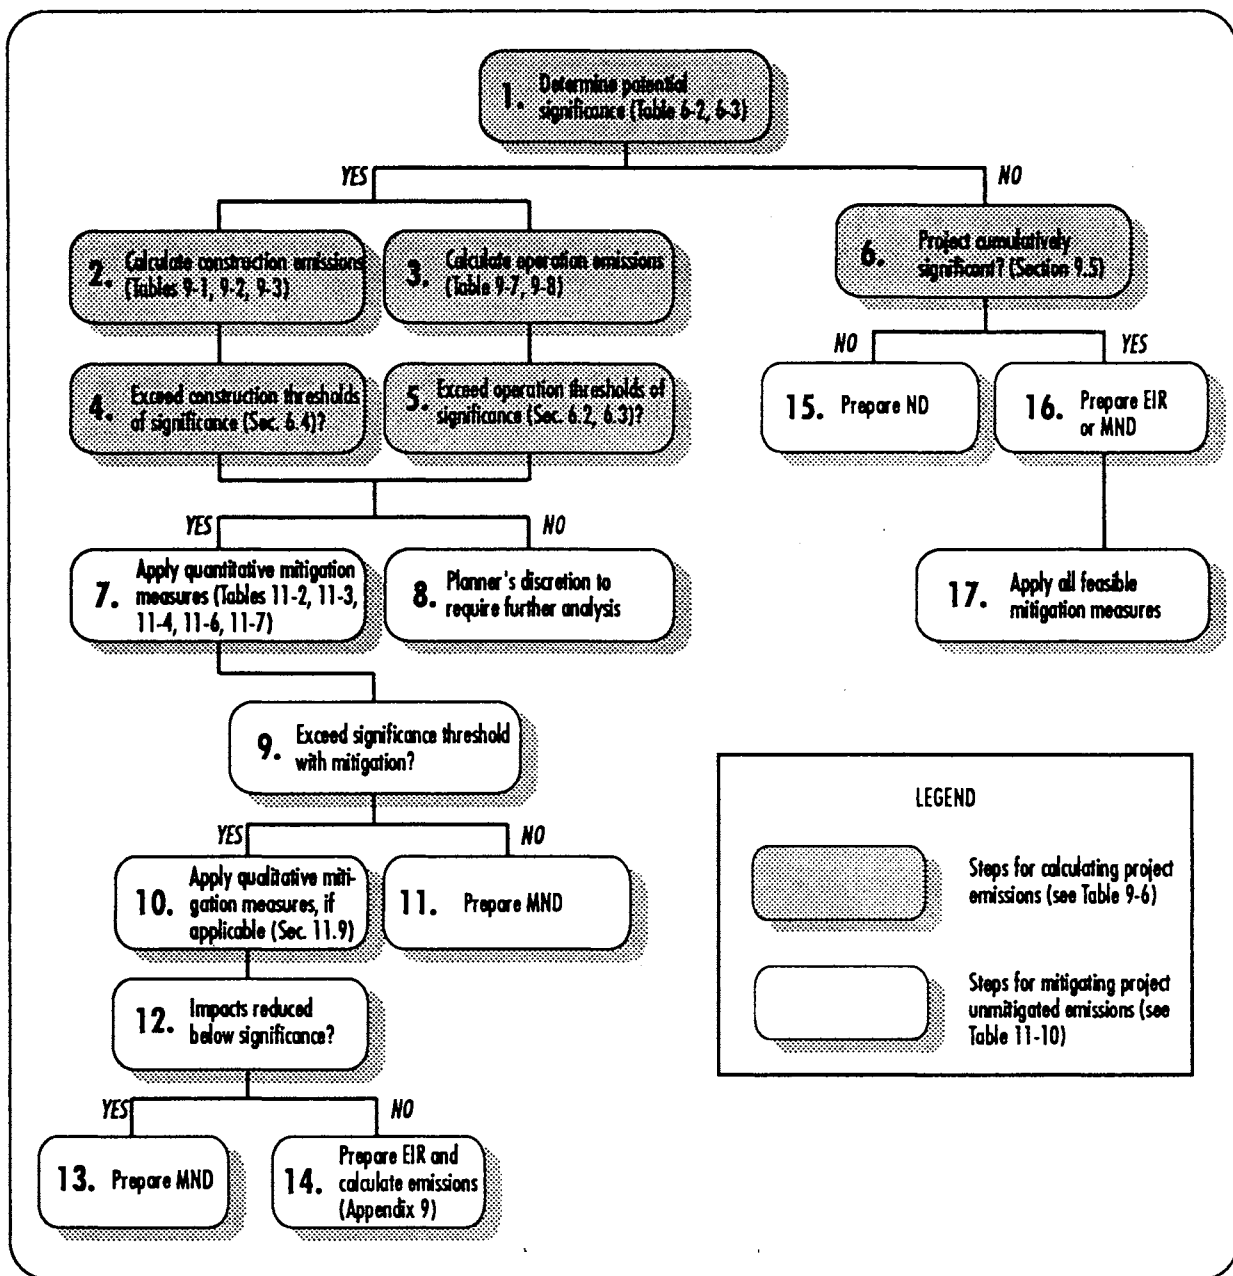 1. Determine potential
significance (Table 6-2, 6-3)
YES
NO
2. Calculate construction emissions
(Tables 9-1, 9-2, 9-3)
3. Calculate operation emissions
(Table 9-7, 9-8)
6. Project cumulatively
significant? (Section 9.5)
NO
YES
4. Exceed construction thresholds
of significance (Sec. 6.4)?
5. Exceed operation thresholds of
significance (Sec. 6.2, 6.3)?
15. Prepare ND
16. Prepare EIR
or MND
YES
NO
7. Apply quantitative mitigation
measures (Tables 11-2, 11-3,
11-4, 11-6, 11-7)
8. Planner's discretion to
require further analysis
17. Apply all feasible
mitigation measures
9. Exceed significance threshold
with mitigation?
YES
NO
10. Apply qualitative miti-
gation measures, if
applicable (Sec. 11.9)
11. Prepare MND
12. Impacts reduced
below significance?
YES
NO
13. Prepare MND
14. Prepare EIR and
calculate emissions
(Appendix 9)
LEGEND
Steps for calculating project
emissions (see Table 9-6)
Steps for mitigating project
unmitigated emissions (see
Table 11-10)